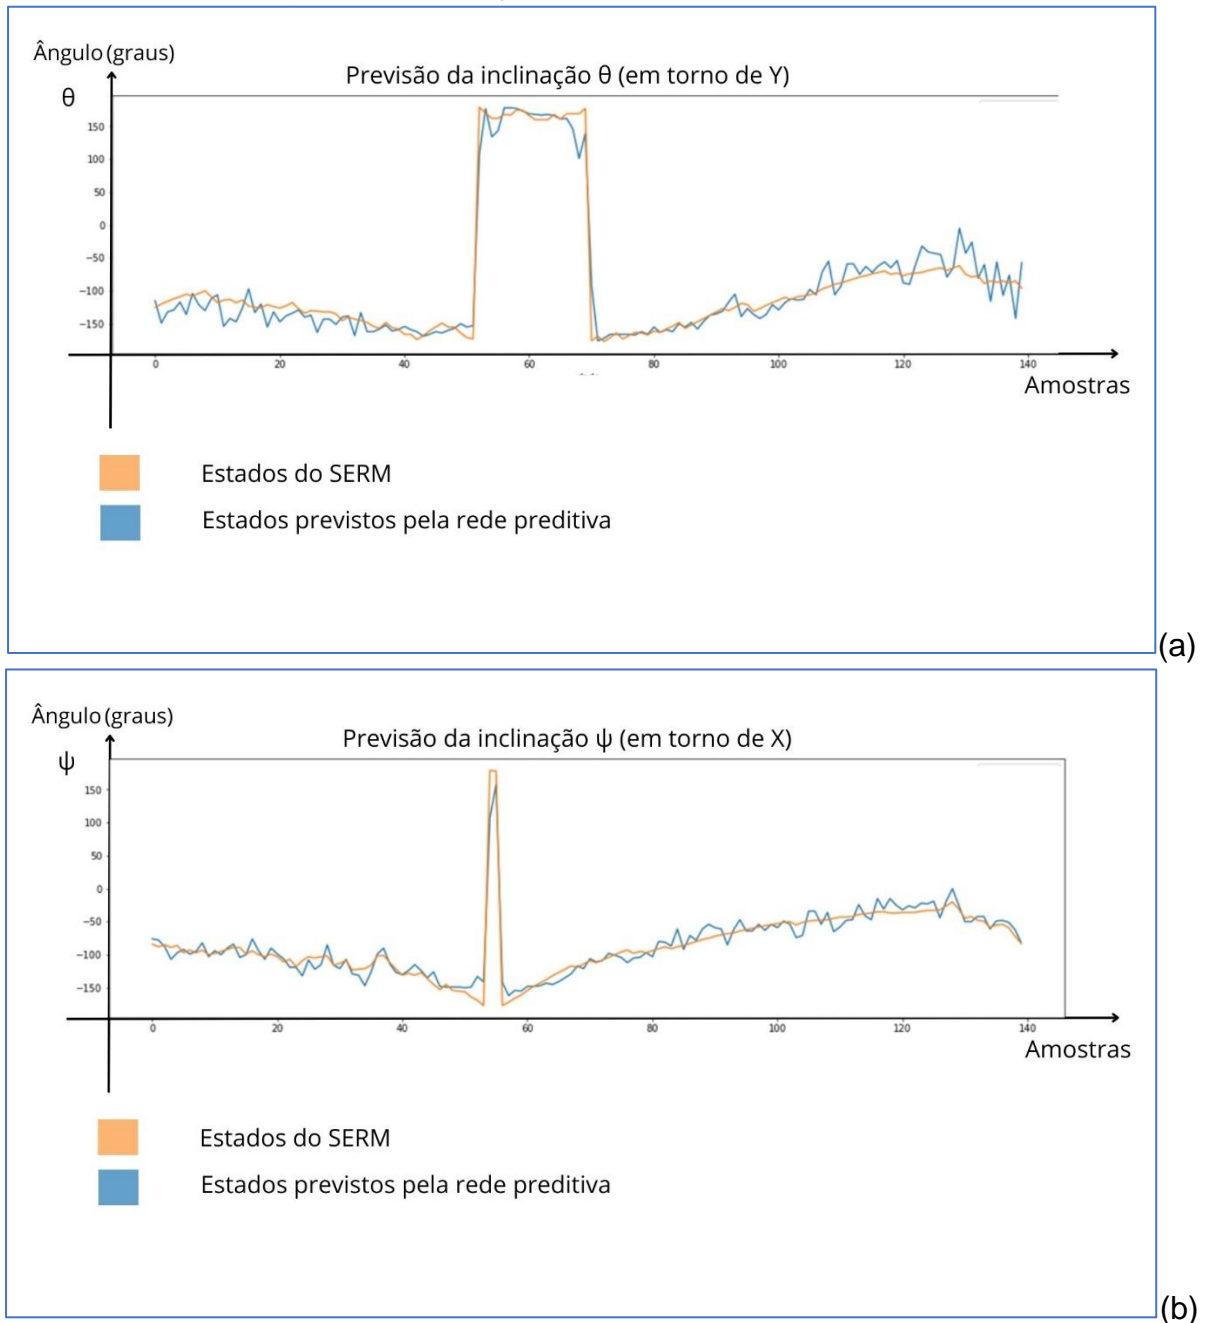 Ângulo (graus)
Previsão da inclinação θ (em torno de Y)
θ
150
100
50
0
−50
−100
−150
0 20 40 60 80 100 120 140
Amostras
Estados do SERM
Estados previstos pela rede preditiva
(a)
Ângulo (graus)
Previsão da inclinação ψ (em torno de X)
ψ
150
100
50
0
−50
−100
−150
0 20 40 60 80 100 120 140
Amostras
Estados do SERM
Estados previstos pela rede preditiva
(b)